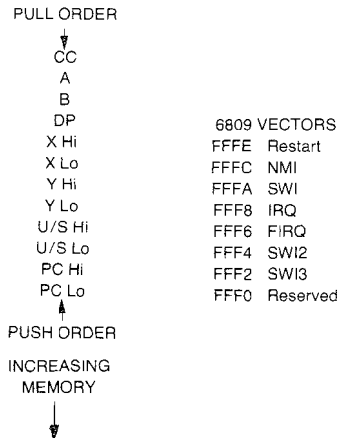 PULL ORDER
CC
A
B
DP
X Hi
X Lo
Y Hi
Y Lo
U/S Hi
U/S Lo
PC Hi
PC Lo
PUSH ORDER
INCREASING
MEMORY
6809 VECTORS
FFFE Restart
FFFC NMI
FFFA SWI
FFF8 IRQ
FFF6 FIRQ
FFF4 SWI2
FFF2 SWI3
FFF0 Reserved